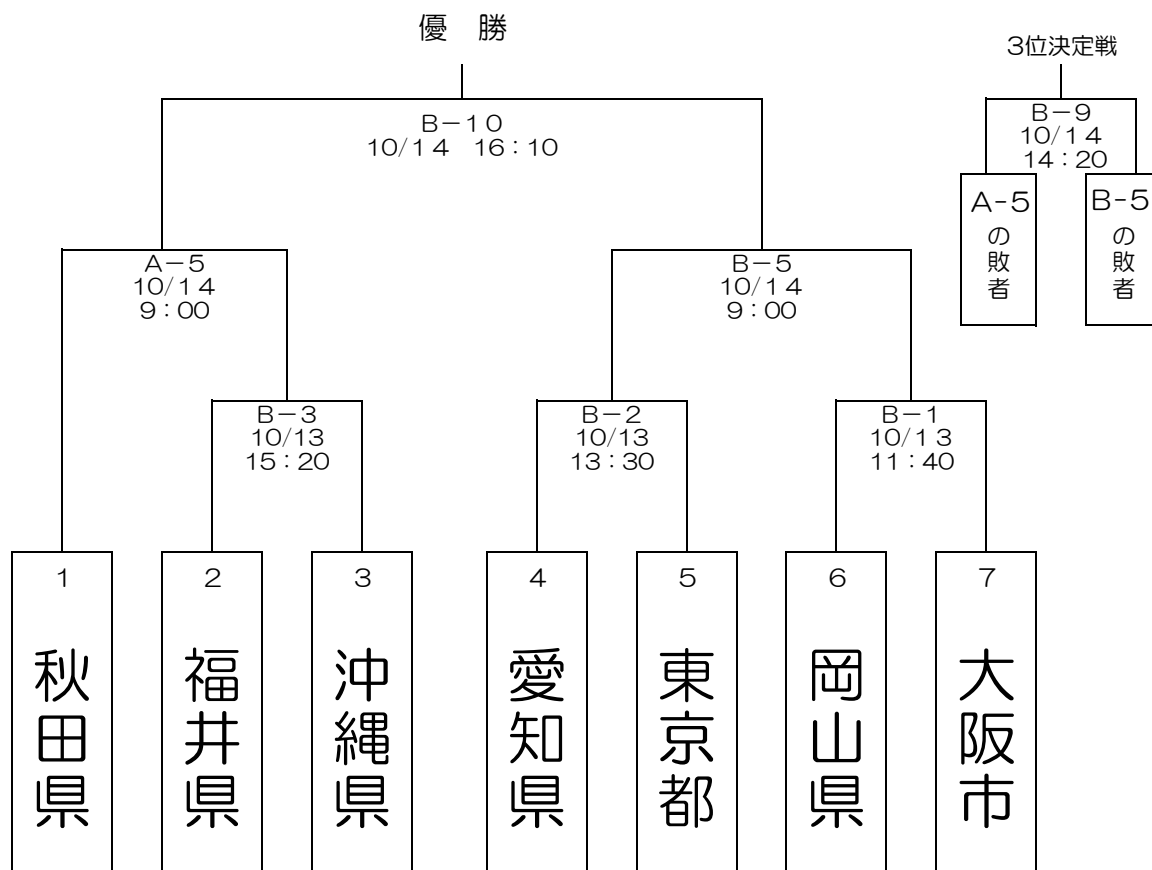 優　勝
3位決定戦
B－10
10/14　16：10
B－9
10/14
14：20
A-5
の敗者
B-5
の敗者
A－5
10/14
9：00
B－5
10/14
9：00
B－3
10/13
15：20
B－2
10/13
13：30
B－1
10/13
11：40
1
秋田県
2
福井県
3
沖縄県
4
愛知県
5
東京都
6
岡山県
7
大阪市